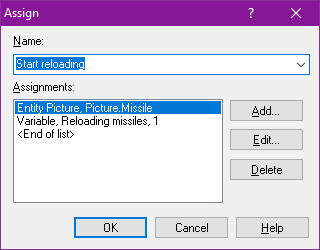 Assign
?
Name:
Start reloading
Assignments:
Entity Picture, Picture.Missile
Variable, Reloading missiles, 1
<End of list>
Add...
Edit...
Delete
OK
Cancel
Help